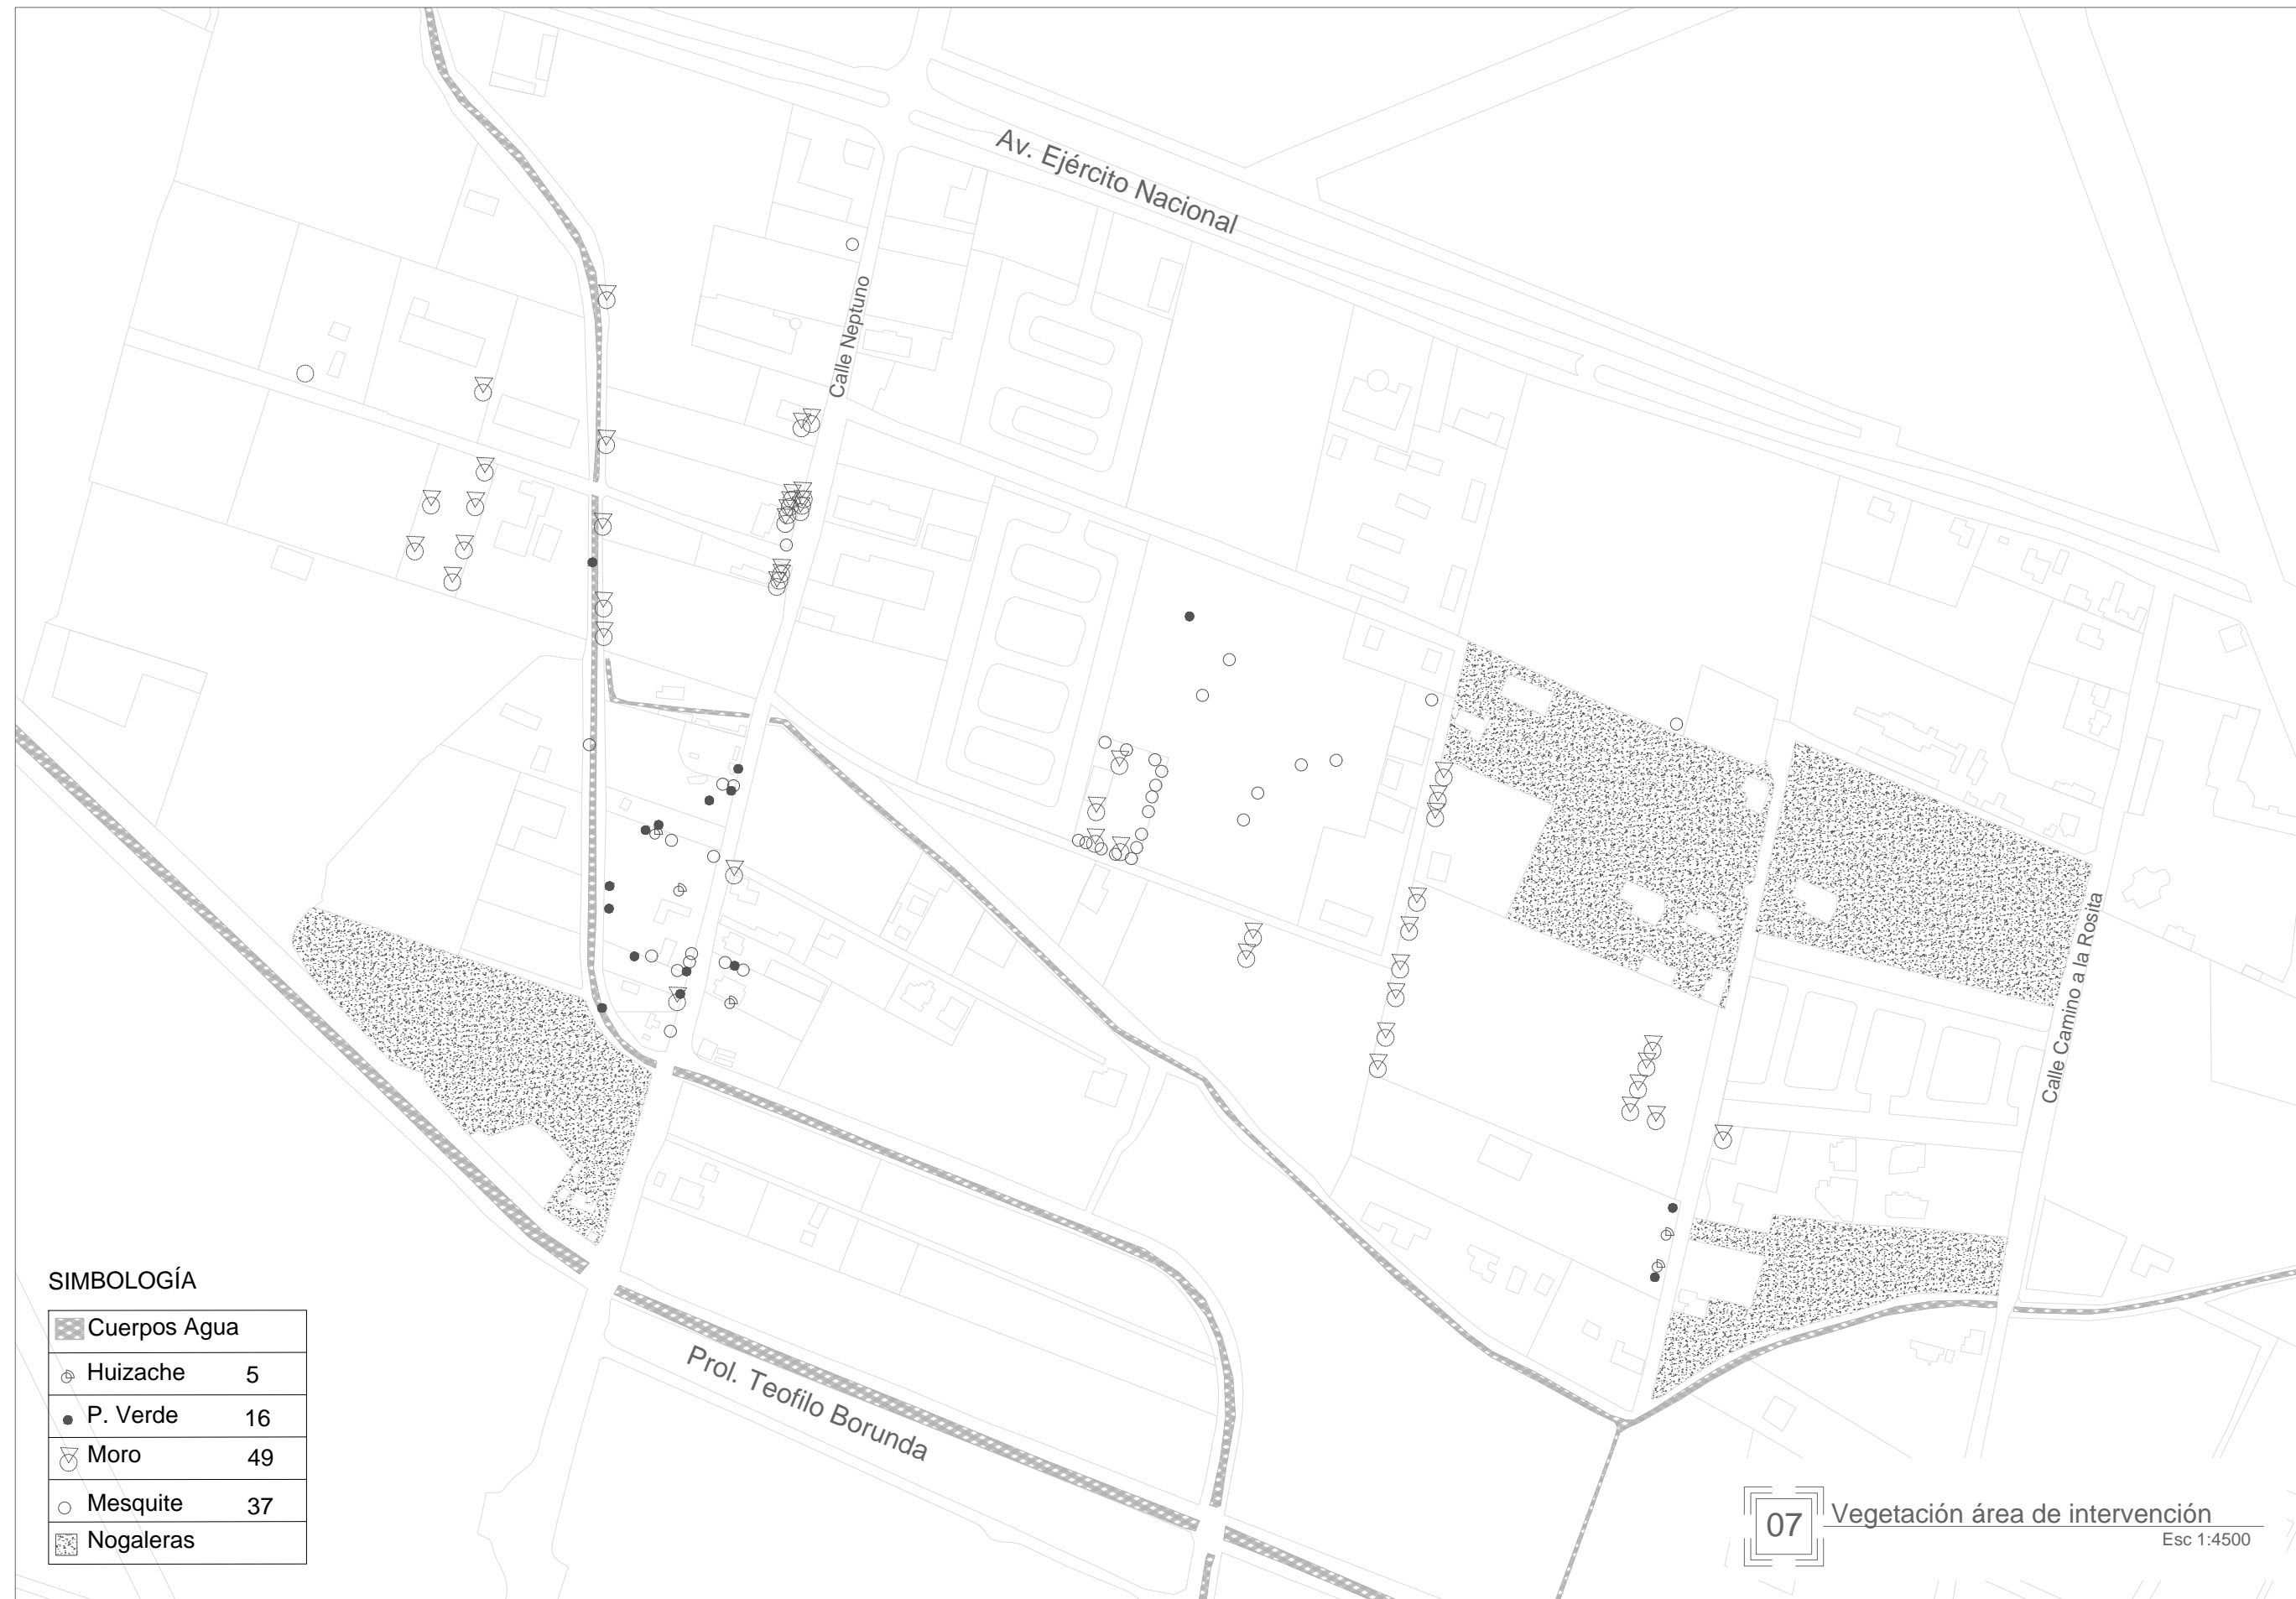 Av. Ejército Nacional
Calle Neptuno
Calle Camino a la Rosita
Prol. Teofilo Borunda
SIMBOLOGÍA
Cuerpos Agua
Huizache 5
P. Verde 16
Moro 49
Mesquite 37
Nogaleras
07 Vegetación área de intervención
Esc 1:4500